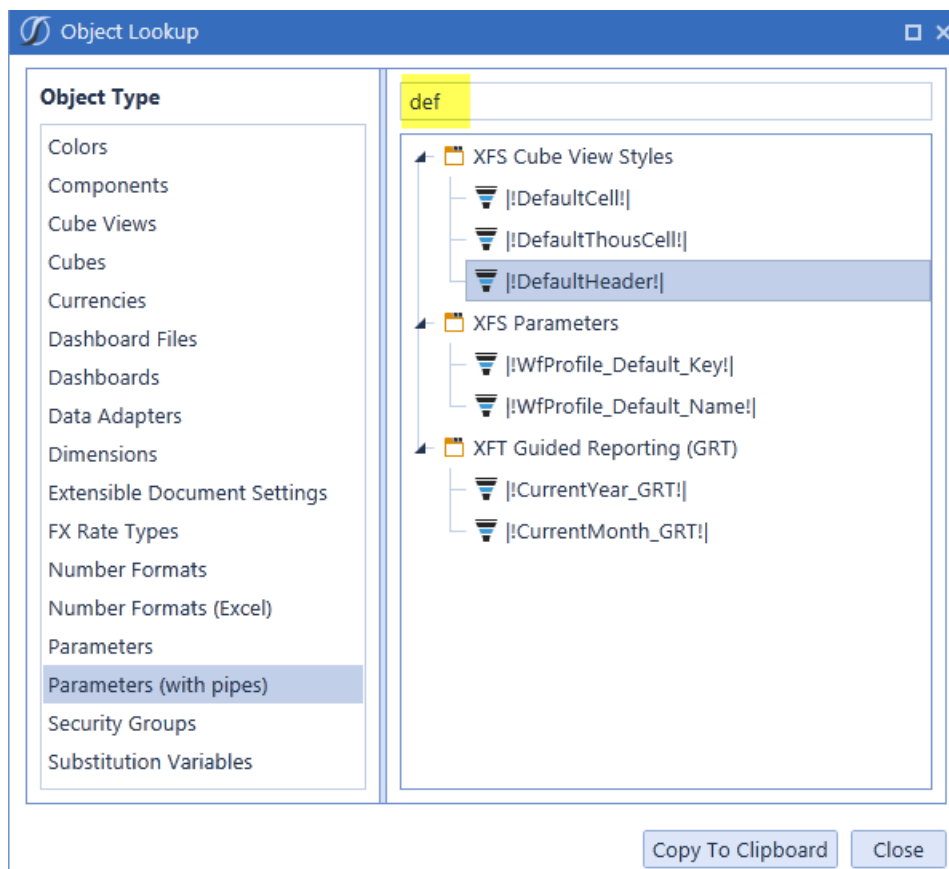 Object Lookup
Object Type
Colors
Components
Cube Views
Cubes
Currencies
Dashboard Files
Dashboards
Data Adapters
Dimensions
Extensible Document Settings
FX Rate Types
Number Formats
Number Formats (Excel)
Parameters
Parameters (with pipes)
Security Groups
Substitution Variables
def
XFS Cube View Styles
|!DefaultCell!|
|!DefaultThousCell!|
|!DefaultHeader!|
XFS Parameters
|!WfProfile_Default_Key!|
|!WfProfile_Default_Name!|
XFT Guided Reporting (GRT)
|!CurrentYear_GRT!|
|!CurrentMonth_GRT!|
Copy To Clipboard
Close